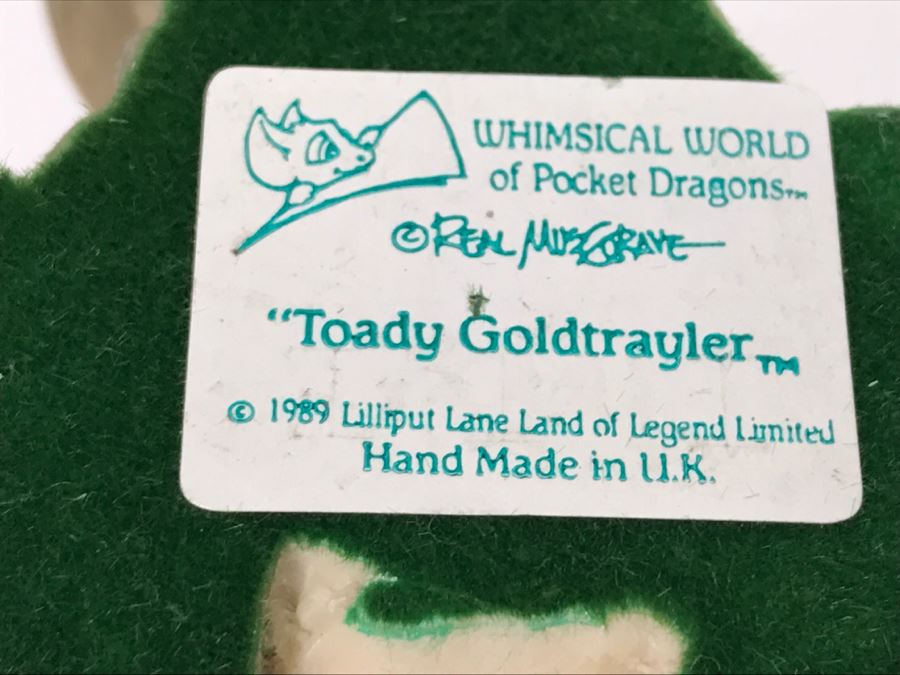 WHIMSICAL WORLD
of Pocket Dragons™
© REAL MUSGRAVE
"Toady Goldtrayler™
© 1989 Lilliput Lane Land of Legend Limited
Hand Made in U.K.